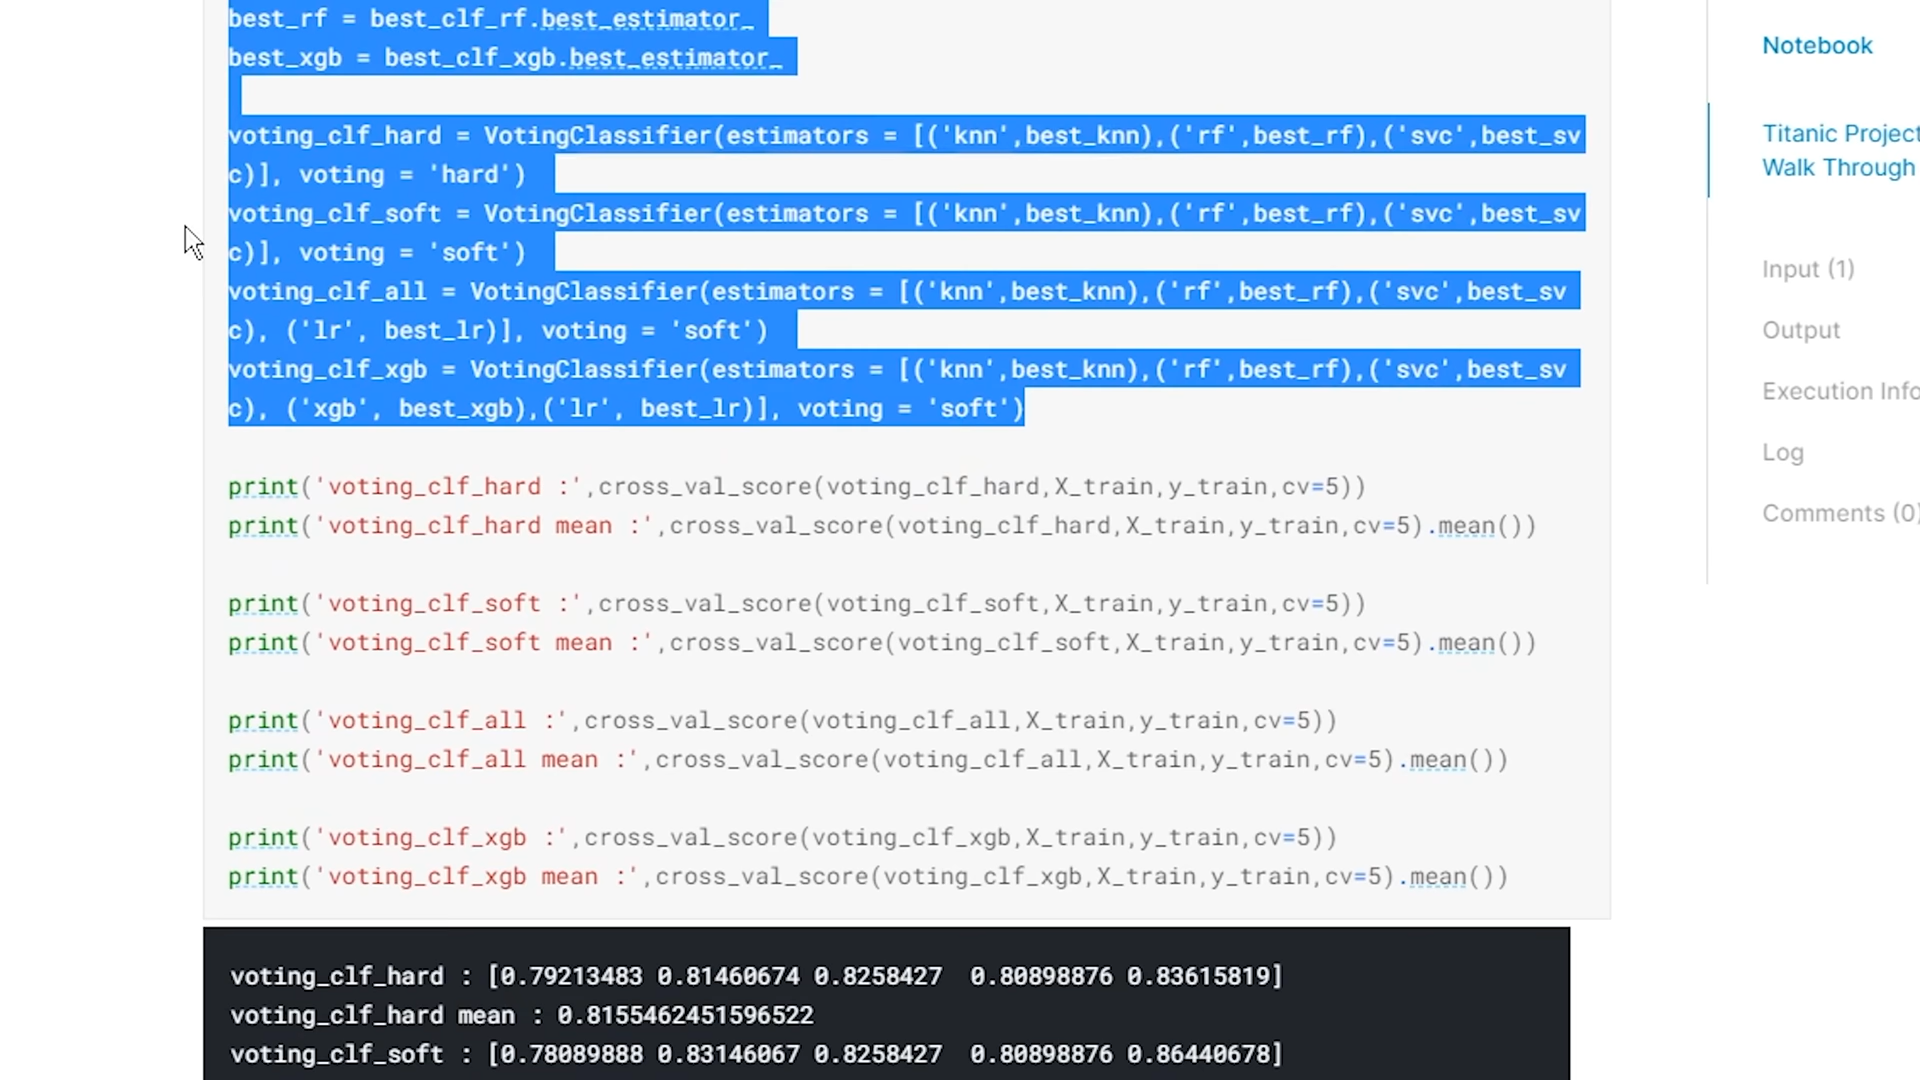 best_rf = best_clf_rf.best_estimator_
best_xgb = best_clf_xgb.best_estimator_
voting_clf_hard = VotingClassifier(estimators = [('knn',best_knn),('rf',best_rf),('svc',best_sv
c)], voting = 'hard')
voting_clf_soft = VotingClassifier(estimators = [('knn',best_knn),('rf',best_rf),('svc',best_sv
c)], voting = 'soft')
voting_clf_all = VotingClassifier(estimators = [('knn',best_knn),('rf',best_rf),('svc',best_sv
c), ('lr', best_lr)], voting = 'soft')
voting_clf_xgb = VotingClassifier(estimators = [('knn',best_knn),('rf',best_rf),('svc',best_sv
c), ('xgb', best_xgb),('lr', best_lr)], voting = 'soft')
print('voting_clf_hard :',cross_val_score(voting_clf_hard,X_train,y_train,cv=5))
print('voting_clf_hard mean :',cross_val_score(voting_clf_hard,X_train,y_train,cv=5).mean())
print('voting_clf_soft :',cross_val_score(voting_clf_soft,X_train,y_train,cv=5))
print('voting_clf_soft mean :',cross_val_score(voting_clf_soft,X_train,y_train,cv=5).mean())
print('voting_clf_all :',cross_val_score(voting_clf_all,X_train,y_train,cv=5))
print('voting_clf_all mean :',cross_val_score(voting_clf_all,X_train,y_train,cv=5).mean())
print('voting_clf_xgb :',cross_val_score(voting_clf_xgb,X_train,y_train,cv=5))
print('voting_clf_xgb mean :',cross_val_score(voting_clf_xgb,X_train,y_train,cv=5).mean())
voting_clf_hard : [0.79213483 0.81460674 0.8258427  0.80898876 0.83615819]
voting_clf_hard mean : 0.8155462451596522
voting_clf_soft : [0.78089888 0.83146067 0.8258427  0.80898876 0.86440678]
Notebook
Titanic Project
Walk Through
Input (1)
Output
Execution Info
Log
Comments (0)